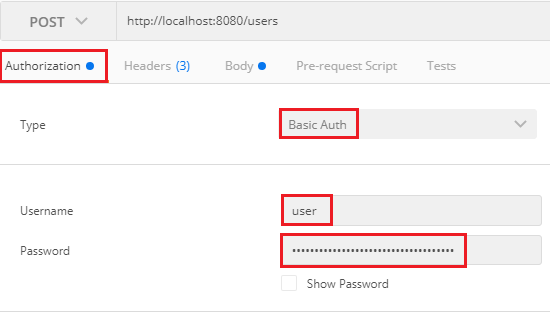 POST http://localhost:8080/users
Authorization Headers (3) Body Pre-request Script Tests
Type Basic Auth
Username user
Password ••••••••••••••••••••••••••••••••••••
Show Password